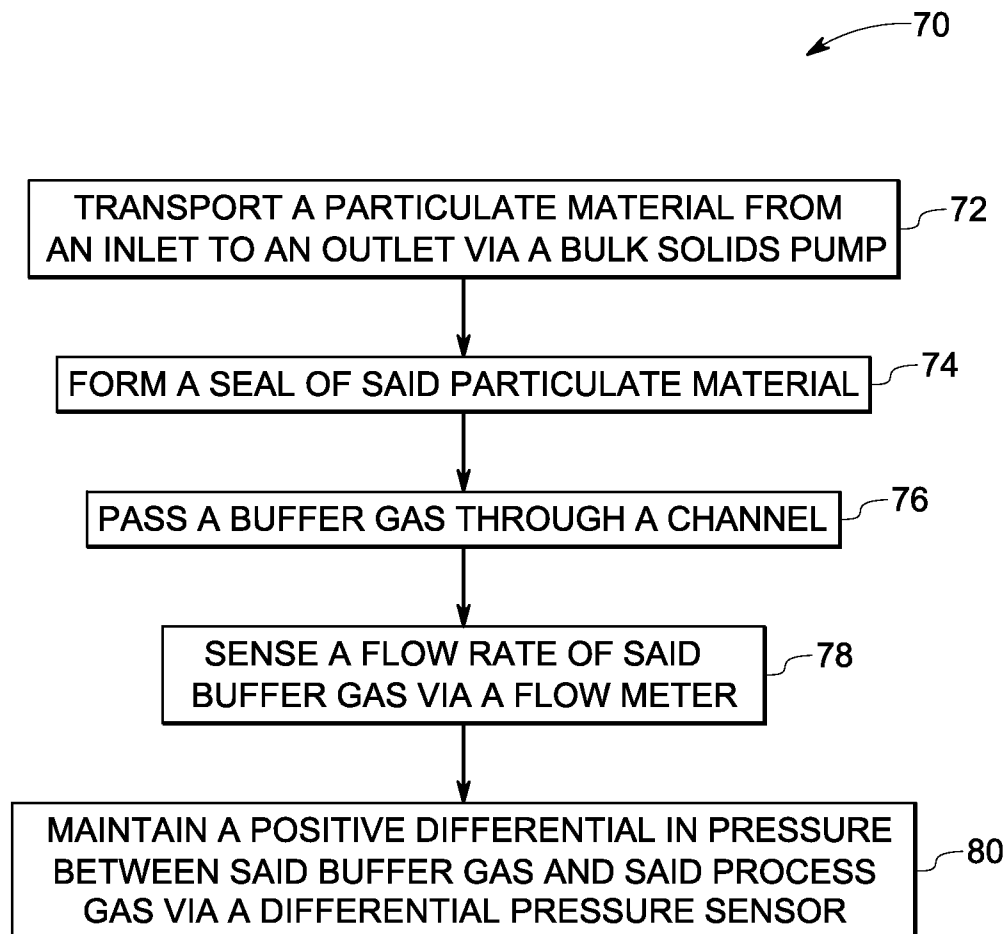 70
TRANSPORT A PARTICULATE MATERIAL FROM
AN INLET TO AN OUTLET VIA A BULK SOLIDS PUMP
72
FORM A SEAL OF SAID PARTICULATE MATERIAL
74
PASS A BUFFER GAS THROUGH A CHANNEL
76
SENSE A FLOW RATE OF SAID
BUFFER GAS VIA A FLOW METER
78
MAINTAIN A POSITIVE DIFFERENTIAL IN PRESSURE
BETWEEN SAID BUFFER GAS AND SAID PROCESS
GAS VIA A DIFFERENTIAL PRESSURE SENSOR
80